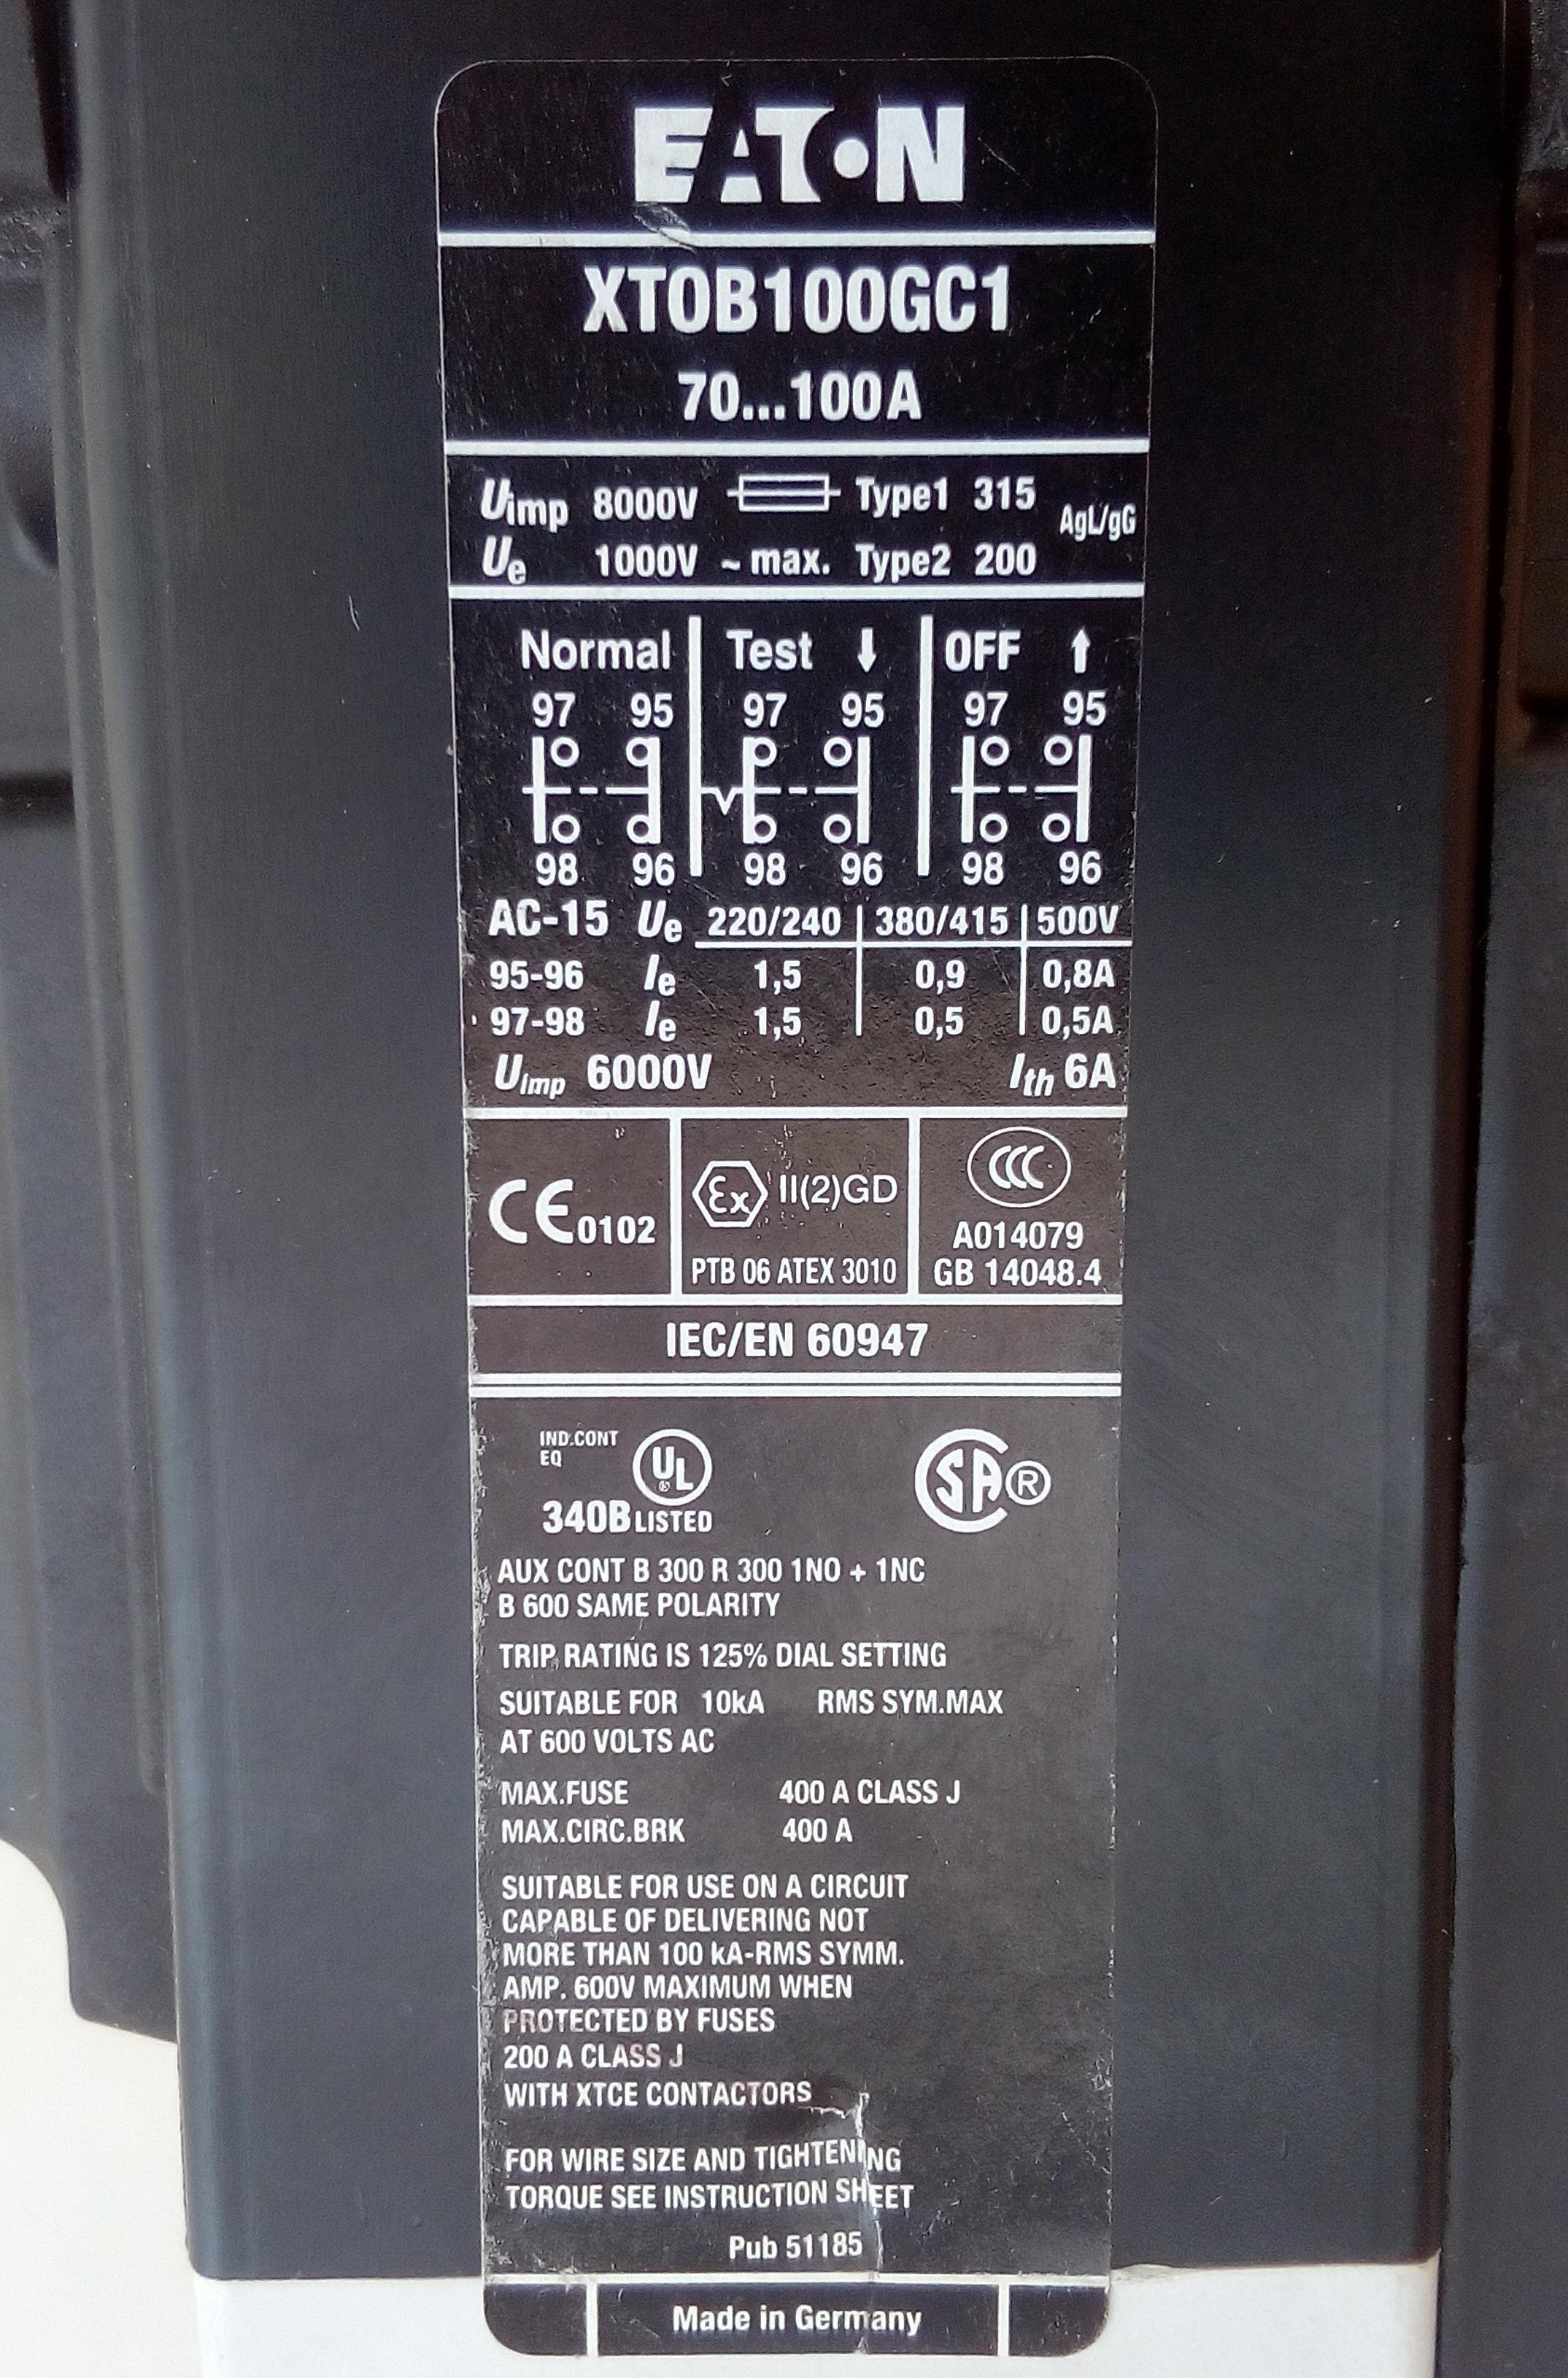 EATON
XTOB100GC1
70...100A
Uimp 8000V Type1 315 AgL/gG
Ue 1000V ~ max. Type2 200
Normal Test ⬇ OFF ⬆
97 95 97 95 97 95
98 96 98 96 98 96
AC-15 Ue 220/240 380/415 500V
95-96 Ie 1,5 0,9 0,8A
97-98 Ie 1,5 0,5 0,5A
Uimp 6000V Ith 6A
CE 0102
Ex II(2)GD
PTB 06 ATEX 3010
CCC
A014079
GB 14048.4
IEC/EN 60947
IND.CONT
EQ
UL ®
340B LISTED
CSA ®
AUX CONT B 300 R 300 1NO + 1NC
B 600 SAME POLARITY
TRIP RATING IS 125% DIAL SETTING
SUITABLE FOR 10kA RMS SYM.MAX
AT 600 VOLTS AC
MAX.FUSE 400 A CLASS J
MAX.CIRC.BRK 400 A
SUITABLE FOR USE ON A CIRCUIT
CAPABLE OF DELIVERING NOT
MORE THAN 100 kA-RMS SYMM.
AMP. 600V MAXIMUM WHEN
PROTECTED BY FUSES
200 A CLASS J
WITH XTCE CONTACTORS
FOR WIRE SIZE AND TIGHTENING
TORQUE SEE INSTRUCTION SHEET
Pub 51185
Made in Germany